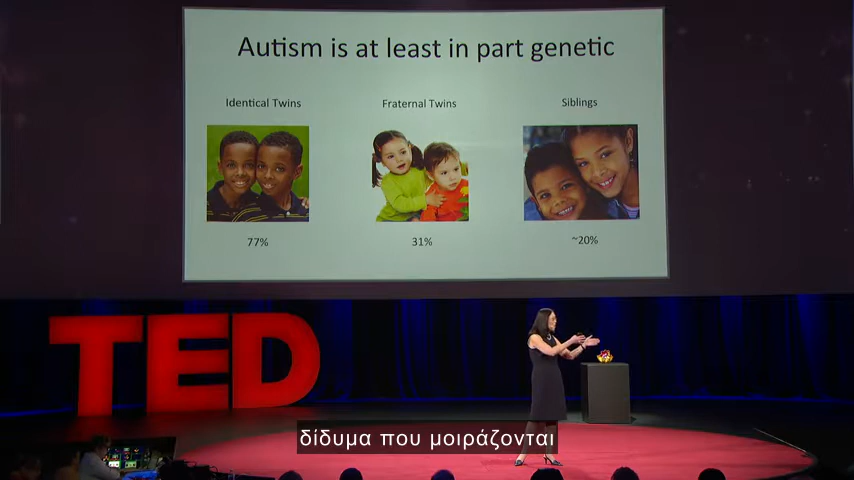 Autism is at least in part genetic
Identical Twins
Fraternal Twins
Siblings
77%
31%
~20%
TED
δίδυμα που μοιράζονται